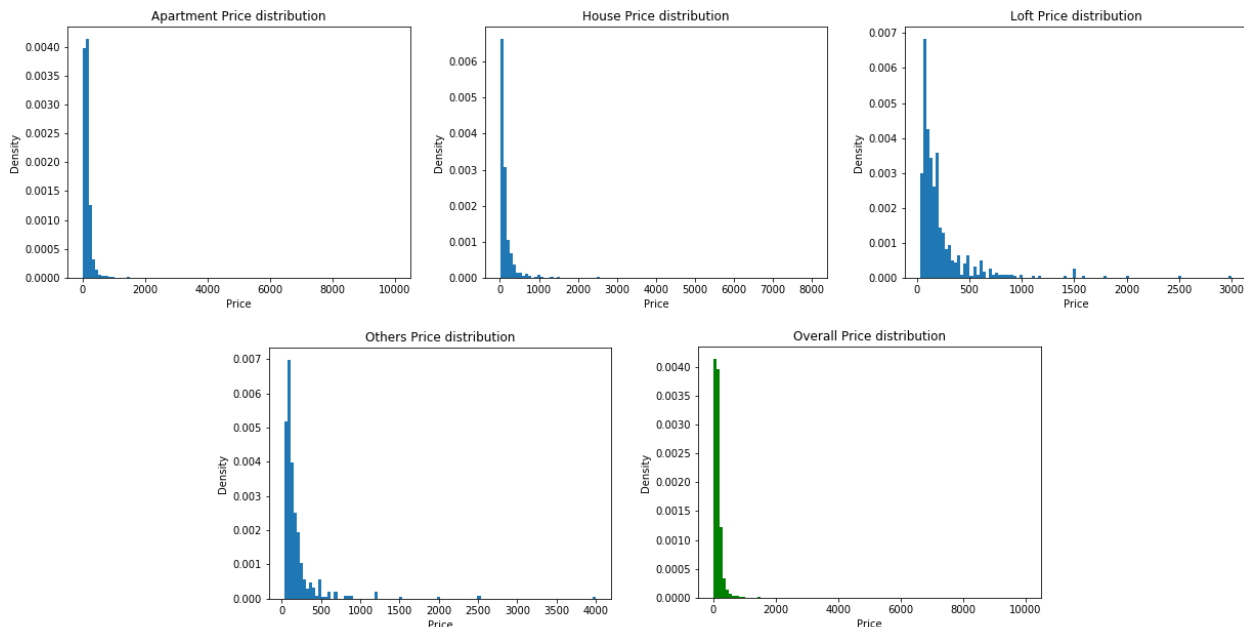 Apartment Price distribution
0.0040
0.0035
0.0030
0.0025
0.0020
0.0015
0.0010
0.0005
0.0000
Density
0 2000 4000 6000 8000 10000
Price
House Price distribution
0.006
0.005
0.004
0.003
0.002
0.001
0.000
Density
0 1000 2000 3000 4000 5000 6000 7000 8000
Price
Loft Price distribution
0.007
0.006
0.005
0.004
0.003
0.002
0.001
0.000
Density
0 500 1000 1500 2000 2500 3000
Price
Others Price distribution
0.007
0.006
0.005
0.004
0.003
0.002
0.001
0.000
Density
0 500 1000 1500 2000 2500 3000 3500 4000
Price
Overall Price distribution
0.0040
0.0035
0.0030
0.0025
0.0020
0.0015
0.0010
0.0005
0.0000
Density
0 2000 4000 6000 8000 10000
Price